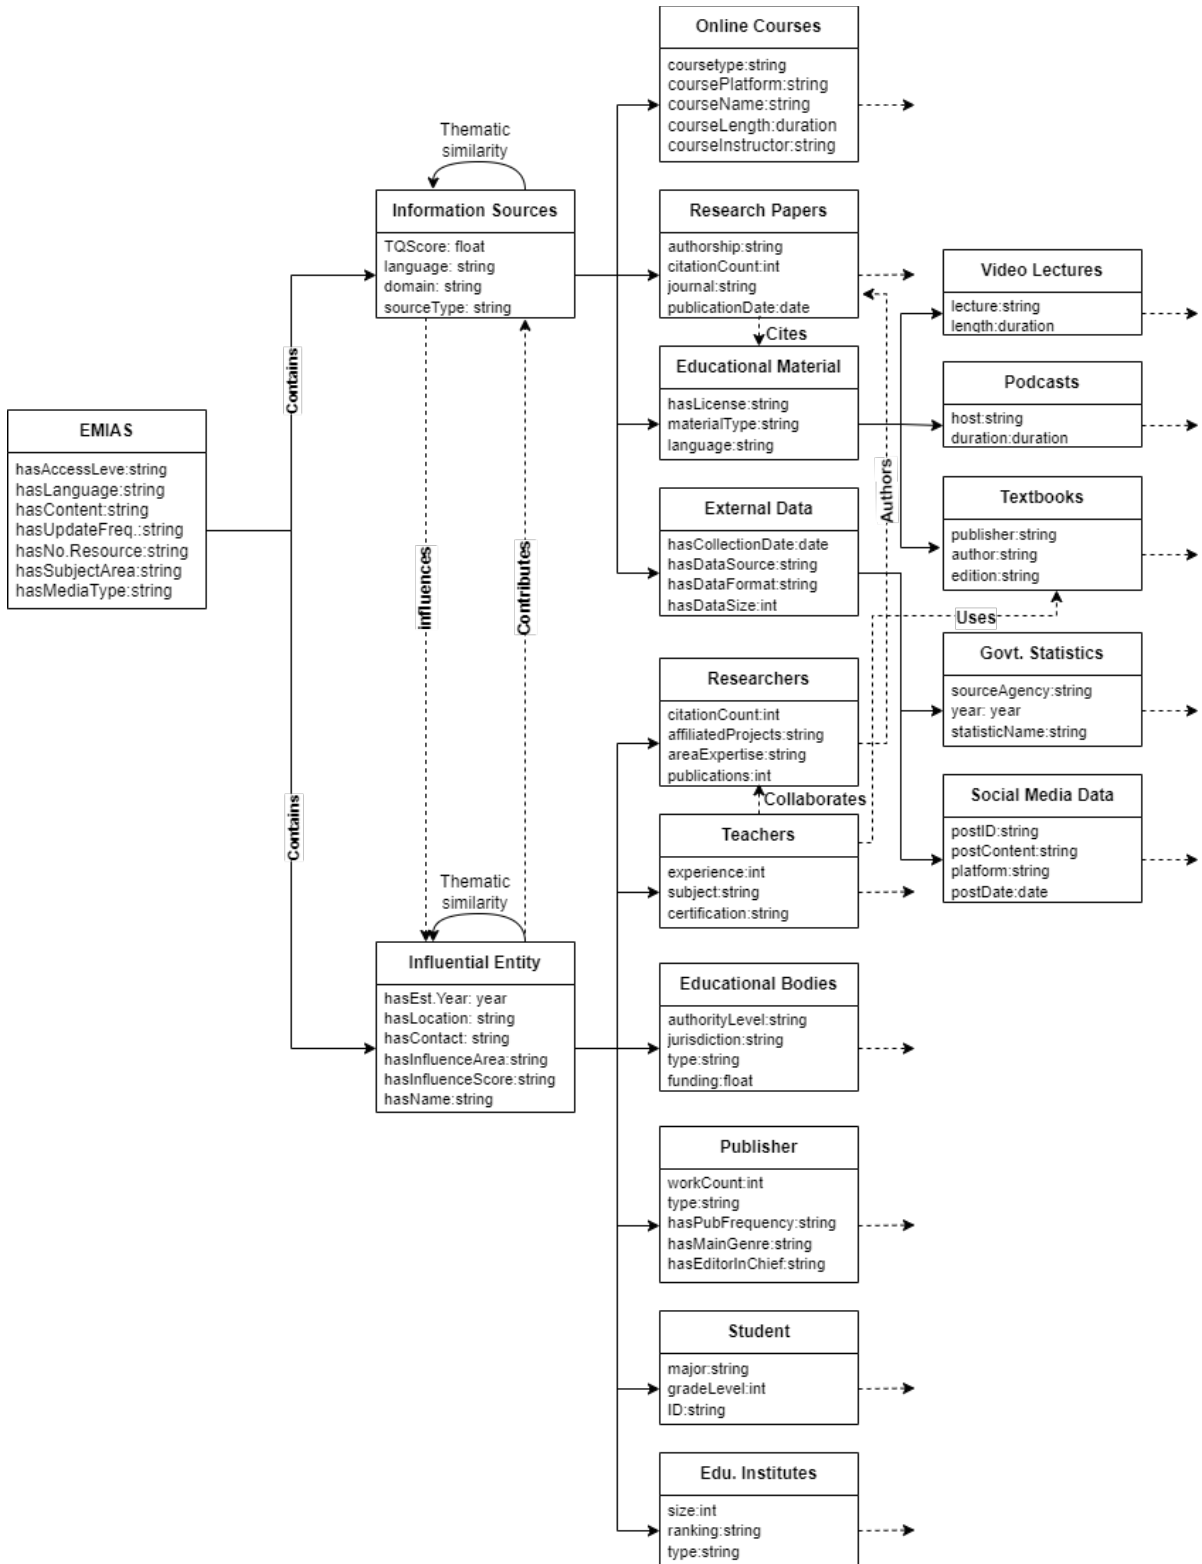 Online Courses
coursetype:string
coursePlatform:string
courseName:string
courseLength:duration
courseInstructor:string
Thematic
similarity
Information Sources
TQScore: float
language: string
domain: string
sourceType: string
Research Papers
authorship:string
citationCount:int
journal:string
publicationDate:date
Cites
Video Lectures
lecture:string
length:duration
Contains
Educational Material
hasLicense:string
materialType:string
language:string
Podcasts
host:string
duration:duration
EMIAS
hasAccessLeve:string
hasLanguage:string
hasContent:string
hasUpdateFreq.:string
hasNo.Resource:string
hasSubjectArea:string
hasMediaType:string
Authors
External Data
hasCollectionDate:date
hasDataSource:string
hasDataFormat:string
hasDataSize:int
Textbooks
publisher:string
author:string
edition:string
influences
Contributes
Uses
Researchers
citationCount:int
affiliatedProjects:string
areaExpertise:string
publications:int
Govt. Statistics
sourceAgency:string
year: year
statisticName:string
Collaborates
Contains
Teachers
experience:int
subject:string
certification:string
Social Media Data
postID:string
postContent:string
platform:string
postDate:date
Thematic
similarity
Influential Entity
hasEst.Year: year
hasLocation: string
hasContact: string
hasInfluenceArea:string
hasInfluenceScore:string
hasName:string
Educational Bodies
authorityLevel:string
jurisdiction:string
type:string
funding:float
Publisher
workCount:int
type:string
hasPubFrequency:string
hasMainGenre:string
hasEditorInChief:string
Student
major:string
gradeLevel:int
ID:string
Edu. Institutes
size:int
ranking:string
type:string